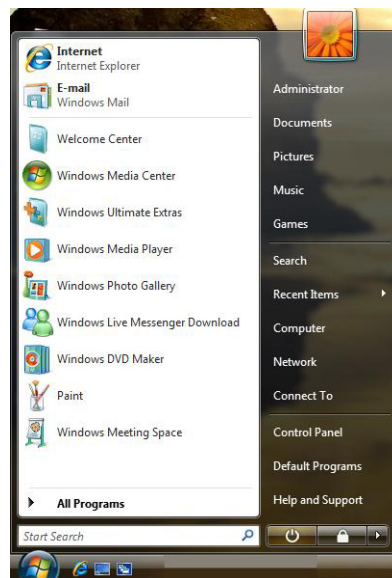 Internet
Internet Explorer
E-mail
Windows Mail
Welcome Center
Windows Media Center
Windows Ultimate Extras
Windows Media Player
Windows Photo Gallery
Windows Live Messenger Download
Windows DVD Maker
Paint
Windows Meeting Space
All Programs
Start Search
Administrator
Documents
Pictures
Music
Games
Search
Recent Items
Computer
Network
Connect To
Control Panel
Default Programs
Help and Support